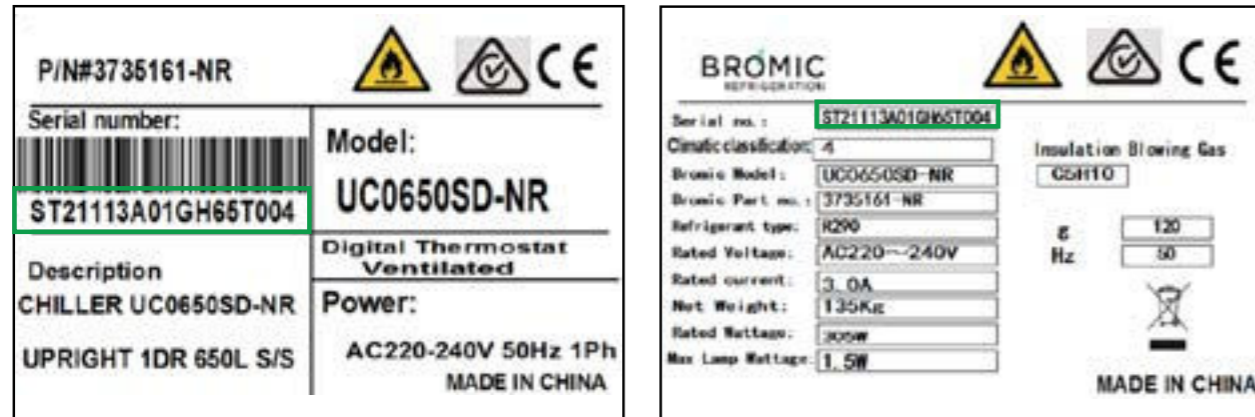 P/N#3735161-NR
Serial number:
ST21113A01GH65T004
Description
CHILLER UC0650SD-NR
UPRIGHT 1DR 650L S/S
Model:
UC0650SD-NR
Digital Thermostat
Ventilated
Power:
AC220-240V 50Hz 1Ph
MADE IN CHINA
BROMIC
REFRIGERATION
Serial no.: ST21113A01GH65T004
Climatic classification: 4
Bromic Model: UC0650SD-NR
Bromic Part no.: 3735161-NR
Refrigerant type: R290
Rated Voltage: AC220~240V
Rated current: 3.0A
Net Weight: 135Kg
Rated Wattage: 305W
Max Lamp Wattage: 1.5W
Insulation Blowing Gas
C5H10
g 120
Hz 50
MADE IN CHINA